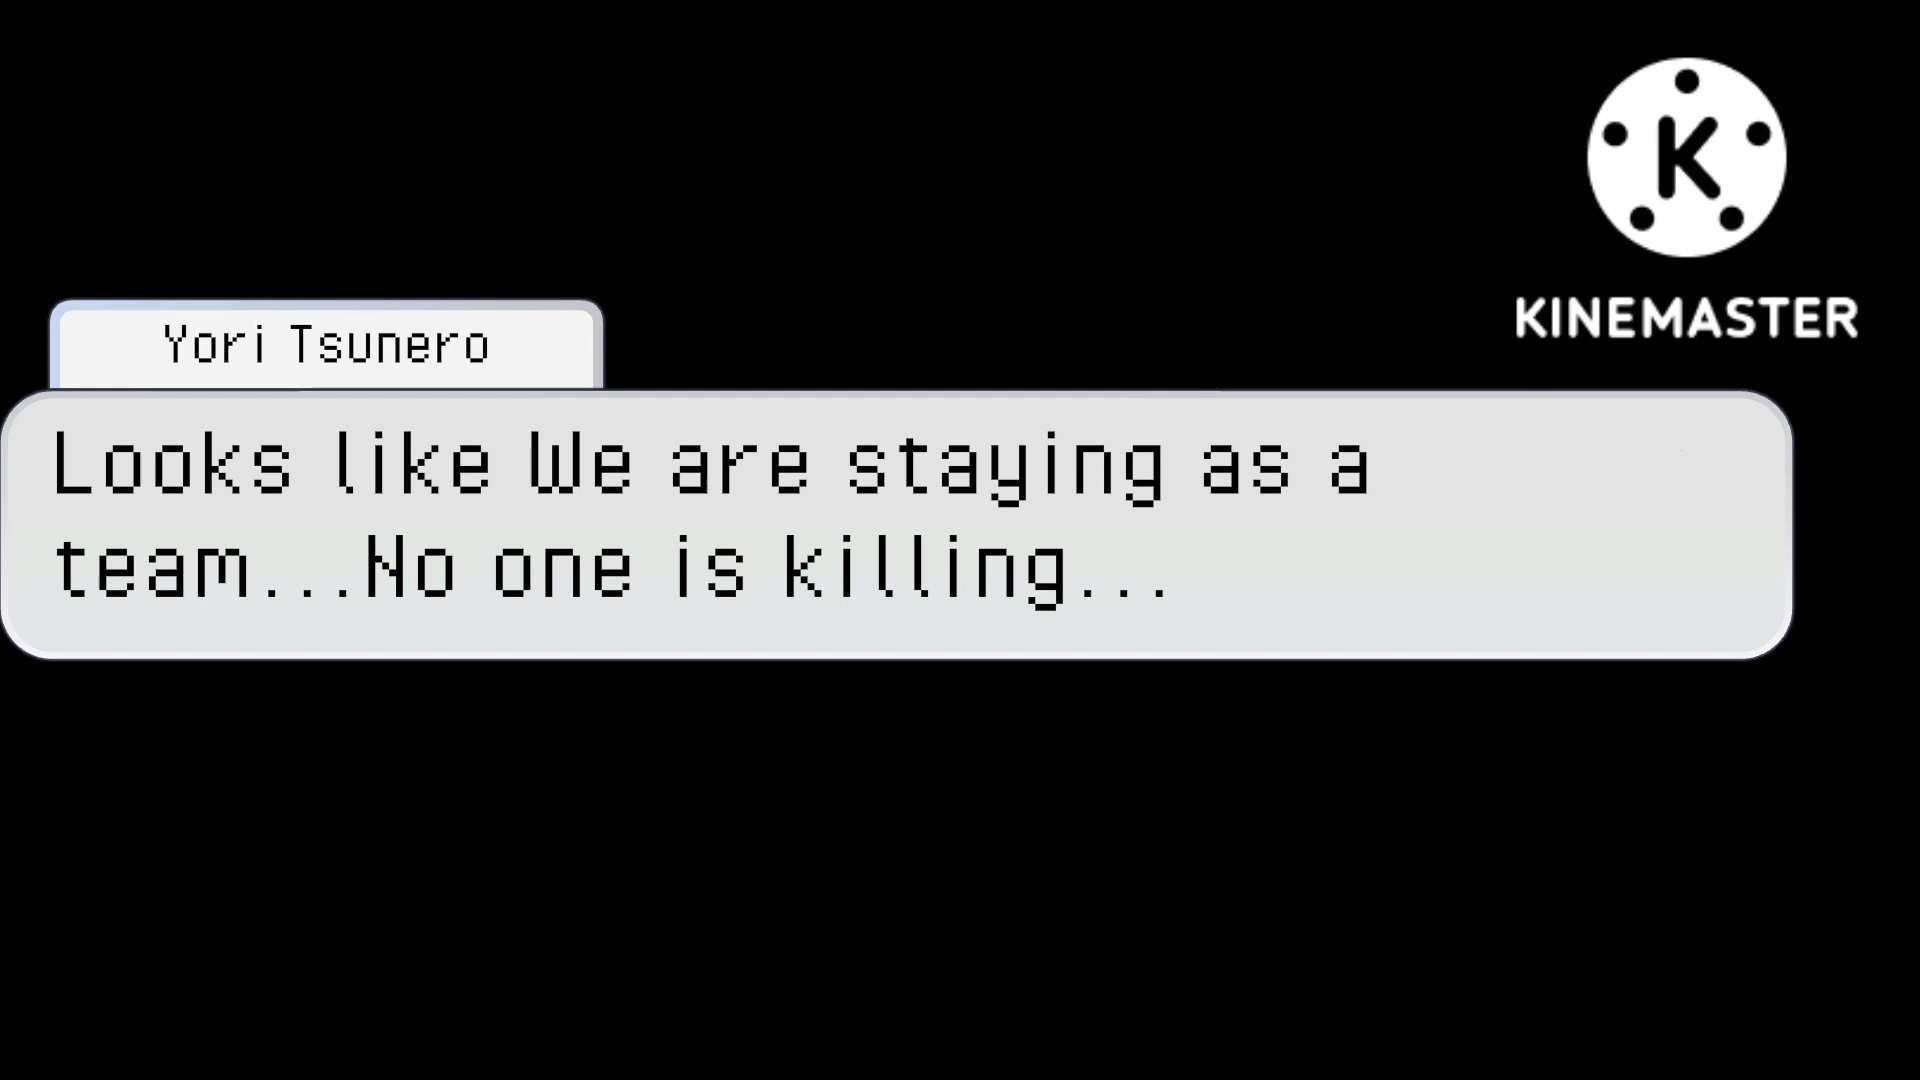 K
KINEMASTER
Yori Tsunero
Looks like We are staying as a
team...No one is killing...